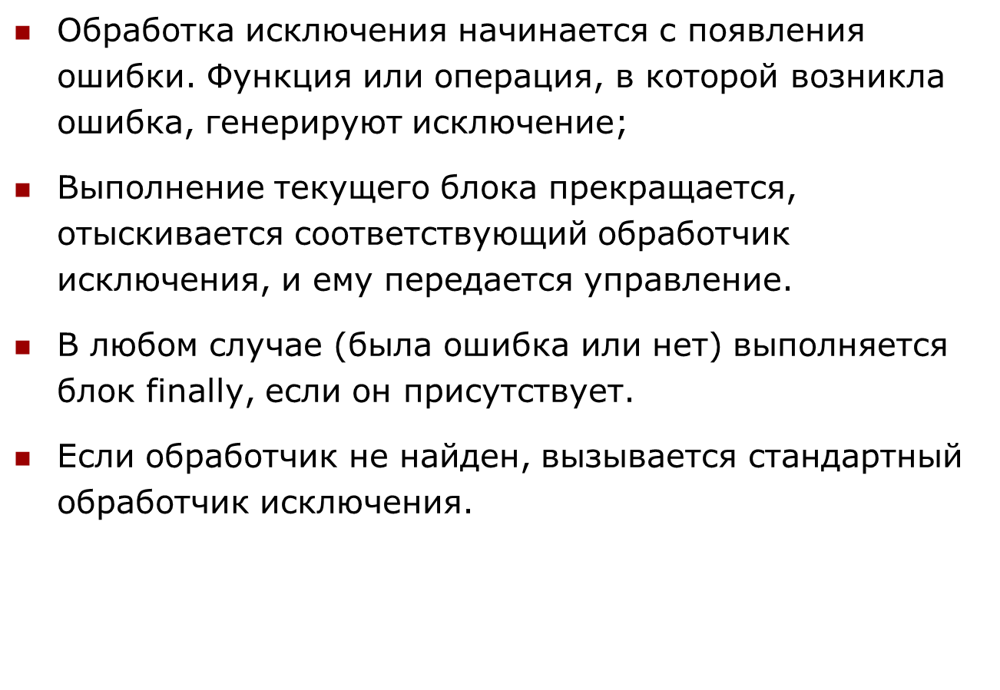 Обработка исключения начинается с появления
ошибки. Функция или операция, в которой возникла
ошибка, генерируют исключение;
Выполнение текущего блока прекращается,
отыскивается соответствующий обработчик
исключения, и ему передается управление.
В любом случае (была ошибка или нет) выполняется
блок finally, если он присутствует.
Если обработчик не найден, вызывается стандартный
обработчик исключения.